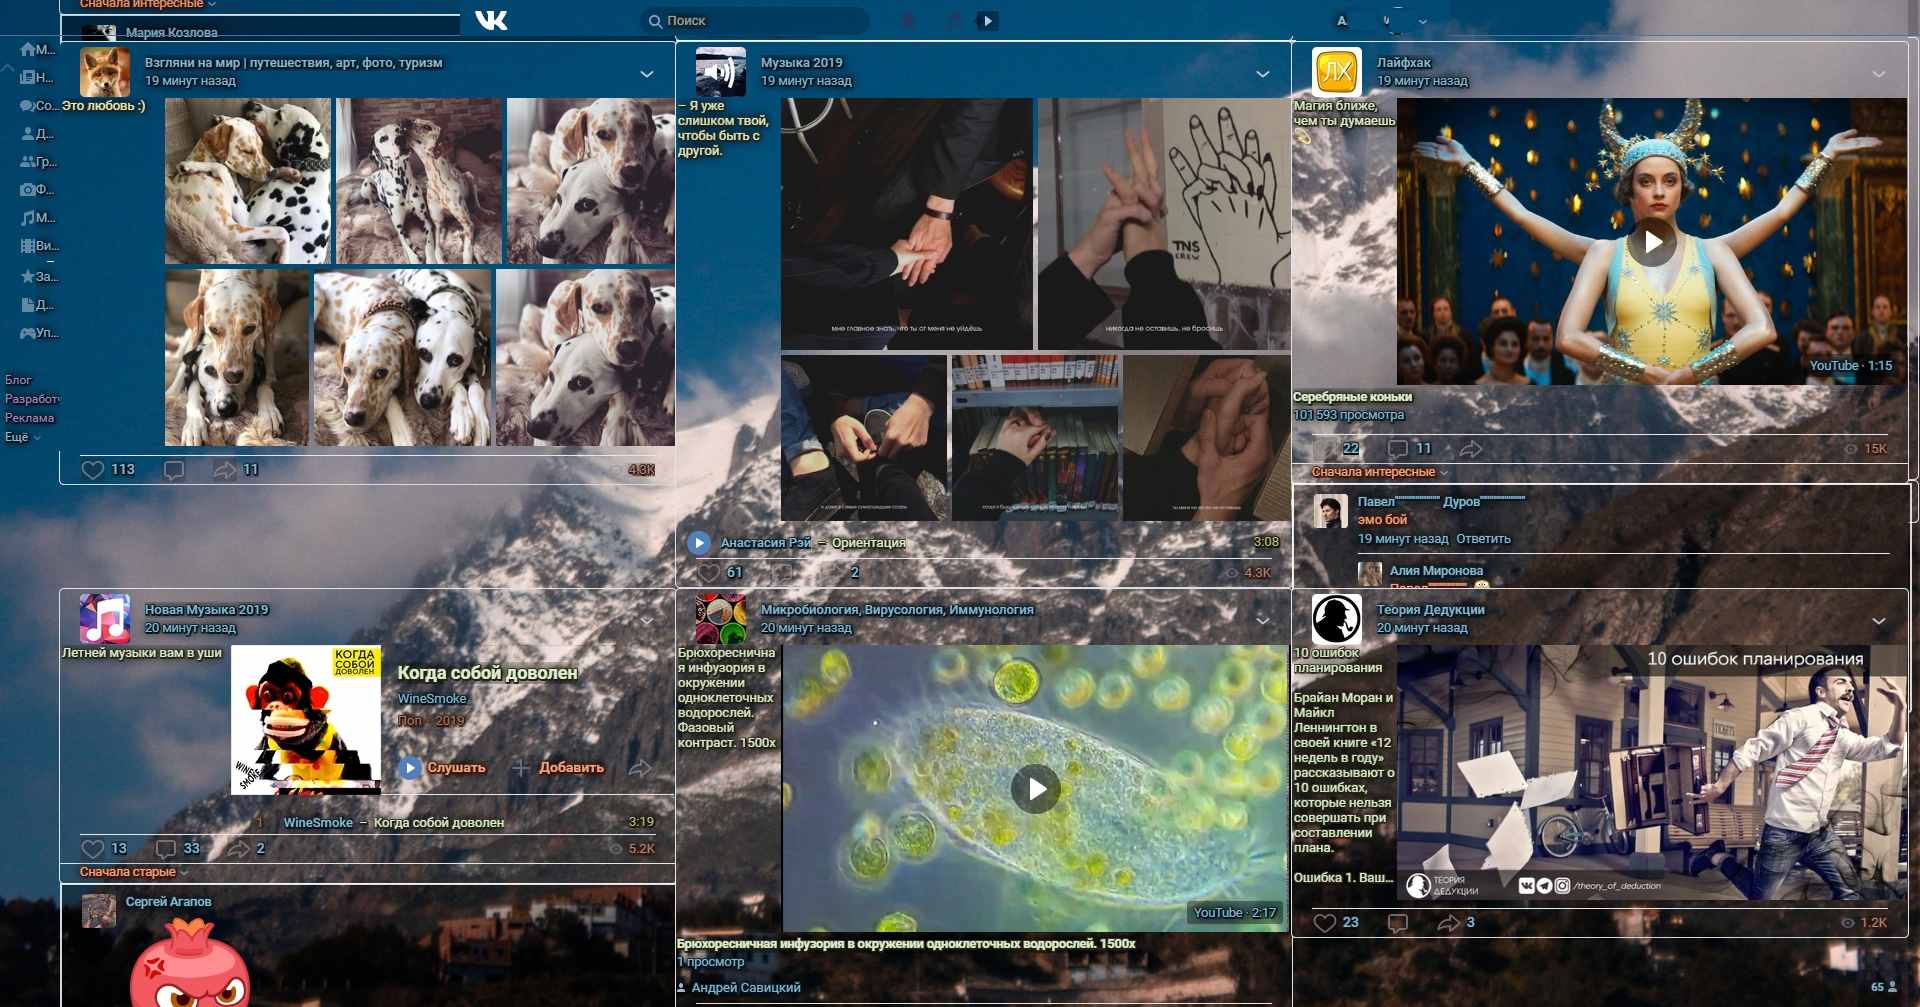 Сначала интересные
Мария Козлова
Поиск
А
М...
Н...
Со...
Д...
Гр...
Ф...
М...
Ви...
За...
Д...
Уп...
Блог
Реклама
Ещё
Взгляни на мир | путешествия, арт, фото, туризм
19 минут назад
Это любовь :)
113
11
4.3K
Музыка 2019
19 минут назад
– Я уже
слишком твой,
чтобы быть с
другой.
мне главное знать, что ты от меня не уйдёшь
никогда не оставишь, не бросишь
TNS
CREW
Анастасия Рэй – Ориентация
3:08
61
2
4.3K
ЛХ
Лайфхак
19 минут назад
Магия ближе,
чем ты думаешь
YouTube · 1:15
Серебряные коньки
101 593 просмотра
22
11
15K
Сначала интересные
Павел Дуров
эмо бой
19 минут назад Ответить
Алия Миронова
Новая Музыка 2019
20 минут назад
Летней музыки вам в уши
КОГДА
СОБОЙ
ДОВОЛЕН
WINE
SMOKE
Когда собой доволен
WineSmoke
Поп · 2019
Слушать
Добавить
1
WineSmoke – Когда собой доволен
3:19
13
33
2
5.2K
Сначала старые
Сергей Агапов
Микробиология, Вирусология, Иммунология
20 минут назад
Брюхореснична
я инфузория в
окружении
одноклеточных
водорослей.
Фазовый
контраст. 1500х
YouTube · 2:17
Брюхоресничная инфузория в окружении одноклеточных водорослей. 1500х
1 просмотр
Андрей Савицкий
Теория Дедукции
20 минут назад
10 ошибок
планирования
Брайан Моран и
Майкл
Леннингтон в
своей книге «12
недель в году»
рассказывают о
10 ошибках,
которые нельзя
совершать при
составлении
плана.
Ошибка 1. Ваш...
10 ошибок планирования
TICKETS
ТЕОРИЯ
ДЕДУКЦИИ
/theory_of_deduction
23
3
1.2K
65